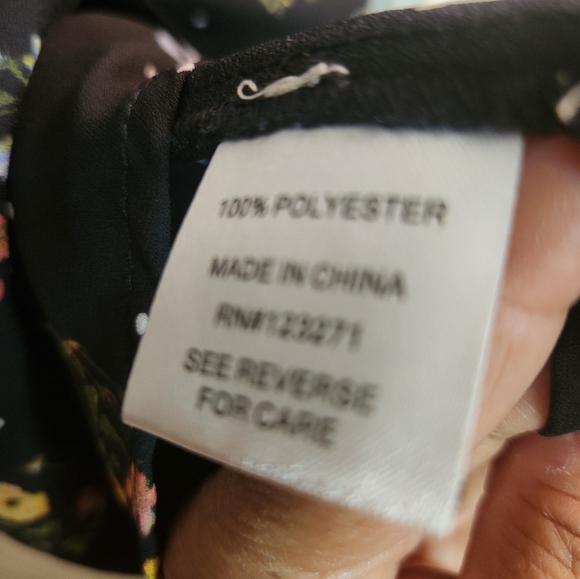 100% POLYESTER
MADE IN CHINA
RN#123271
SEE REVERSE
FOR CARE